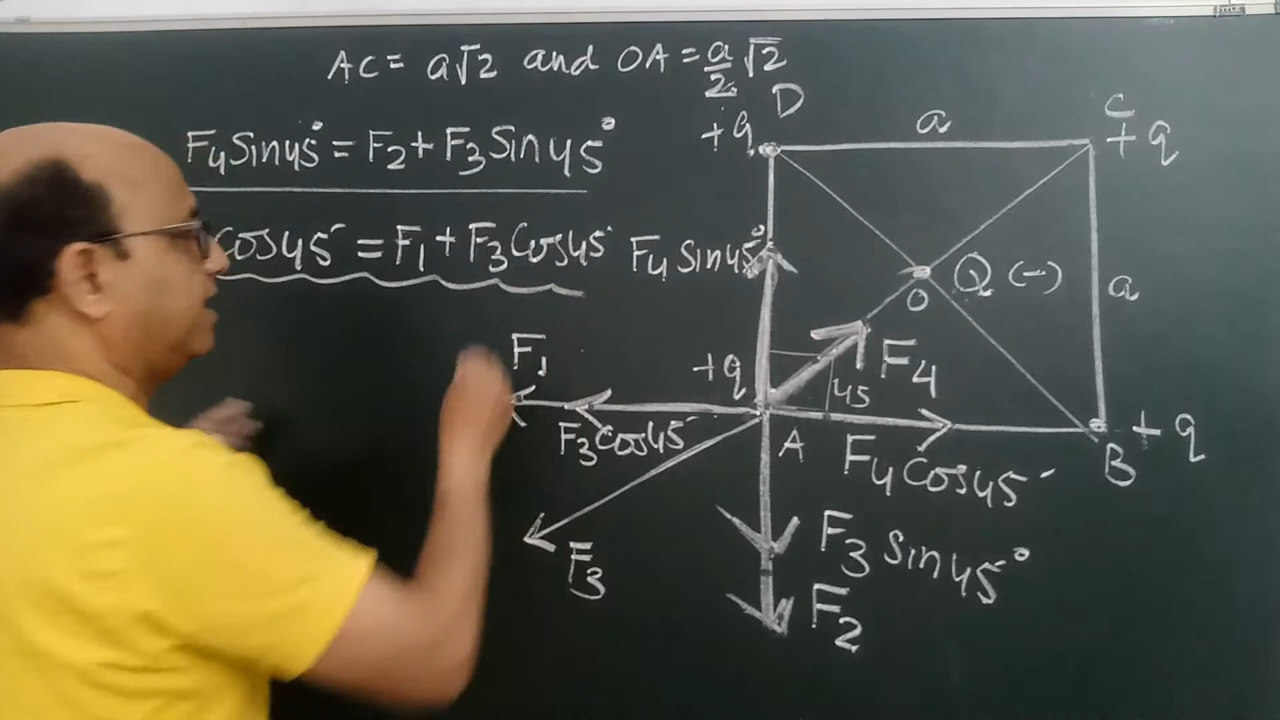 AC = a√2 and OA = a/2 √2
F4 Sin45° = F2 + F3 Sin45°
cos45° = F1 + F3 Cos45°
D
+q
a
C
+q
F4 Sin45°
Q (-)
O
a
F1
+q
F4
45
F3 cos45°
A
F4 cos45°
B
+q
F3
F3 sin45°
F2